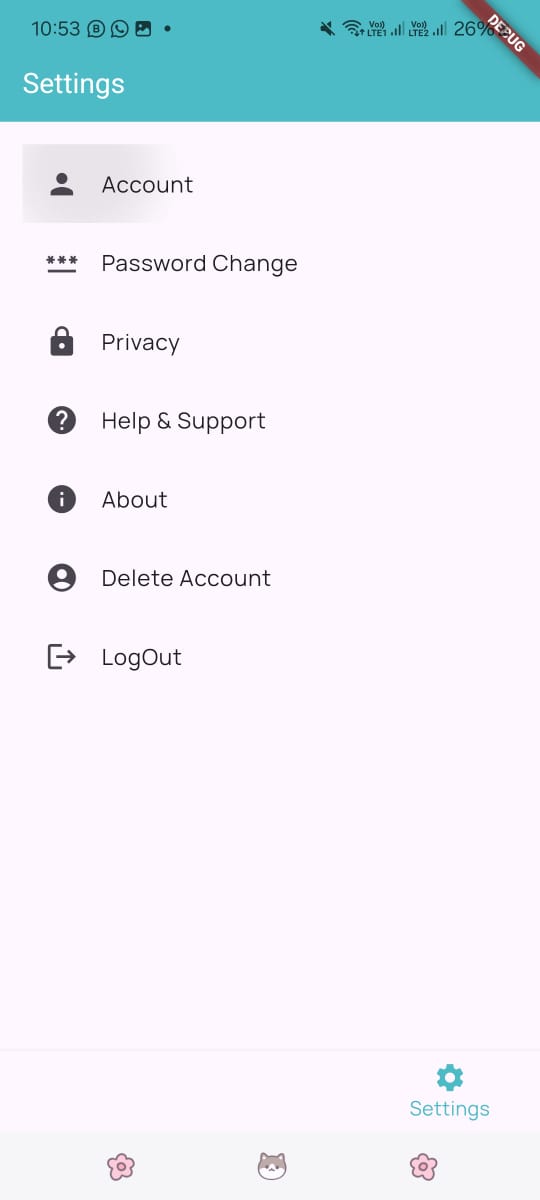 10:53
Vo)) LTE1 Vo)) LTE2 26%
DEBUG
Settings
Account
*** Password Change
Privacy
Help & Support
About
Delete Account
LogOut
Settings